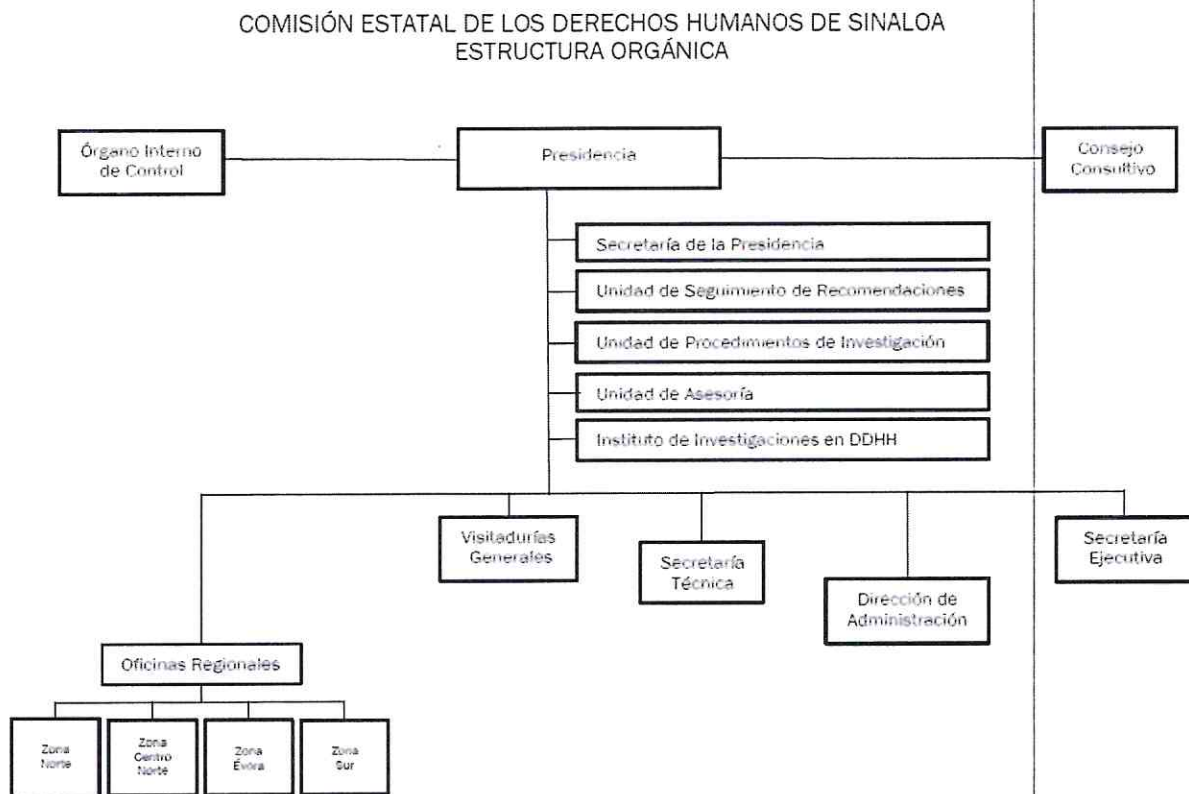 COMISIÓN ESTATAL DE LOS DERECHOS HUMANOS DE SINALOA
ESTRUCTURA ORGÁNICA
Órgano Interno
de Control
Presidencia
Consejo
Consultivo
Secretaría de la Presidencia
Unidad de Seguimiento de Recomendaciones
Unidad de Procedimientos de Investigación
Unidad de Asesoría
Instituto de Investigaciones en DDHH
Visitadurías
Generales
Secretaría
Técnica
Dirección de
Administración
Secretaría
Ejecutiva
Oficinas Regionales
Zona
Norte
Zona
Centro
Norte
Zona
Évora
Zona
Sur